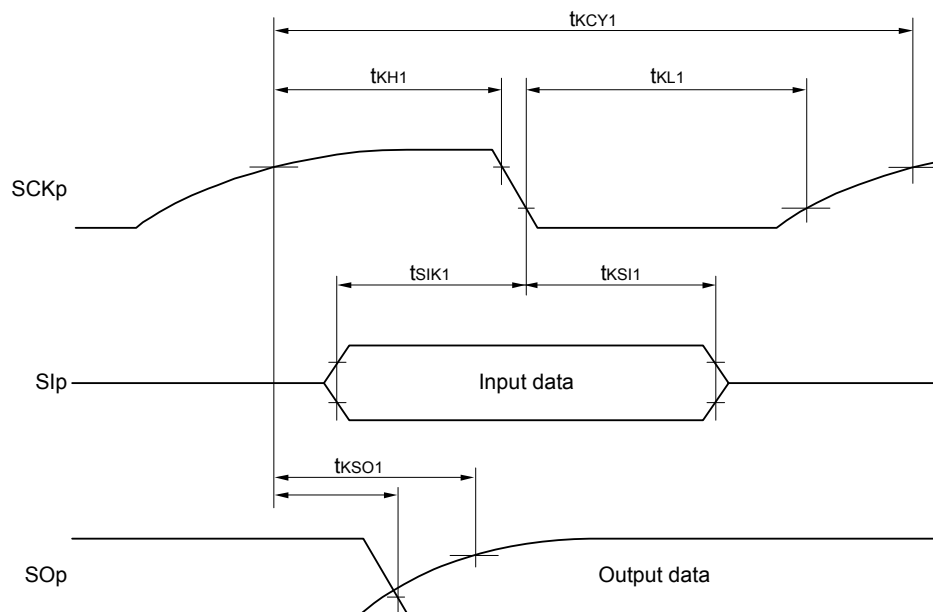 tKCY1
tKH1
tKL1
SCKp
tSIK1
tKSI1
SIp
Input data
tKSO1
SOp
Output data